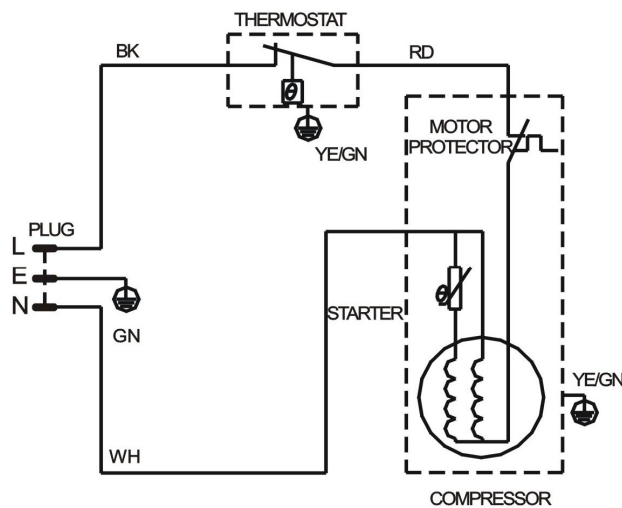 THERMOSTAT
BK
RD
θ
YE/GN
MOTOR
PROTECTOR
PLUG
L
E
N
GN
θ
STARTER
YE/GN
WH
COMPRESSOR